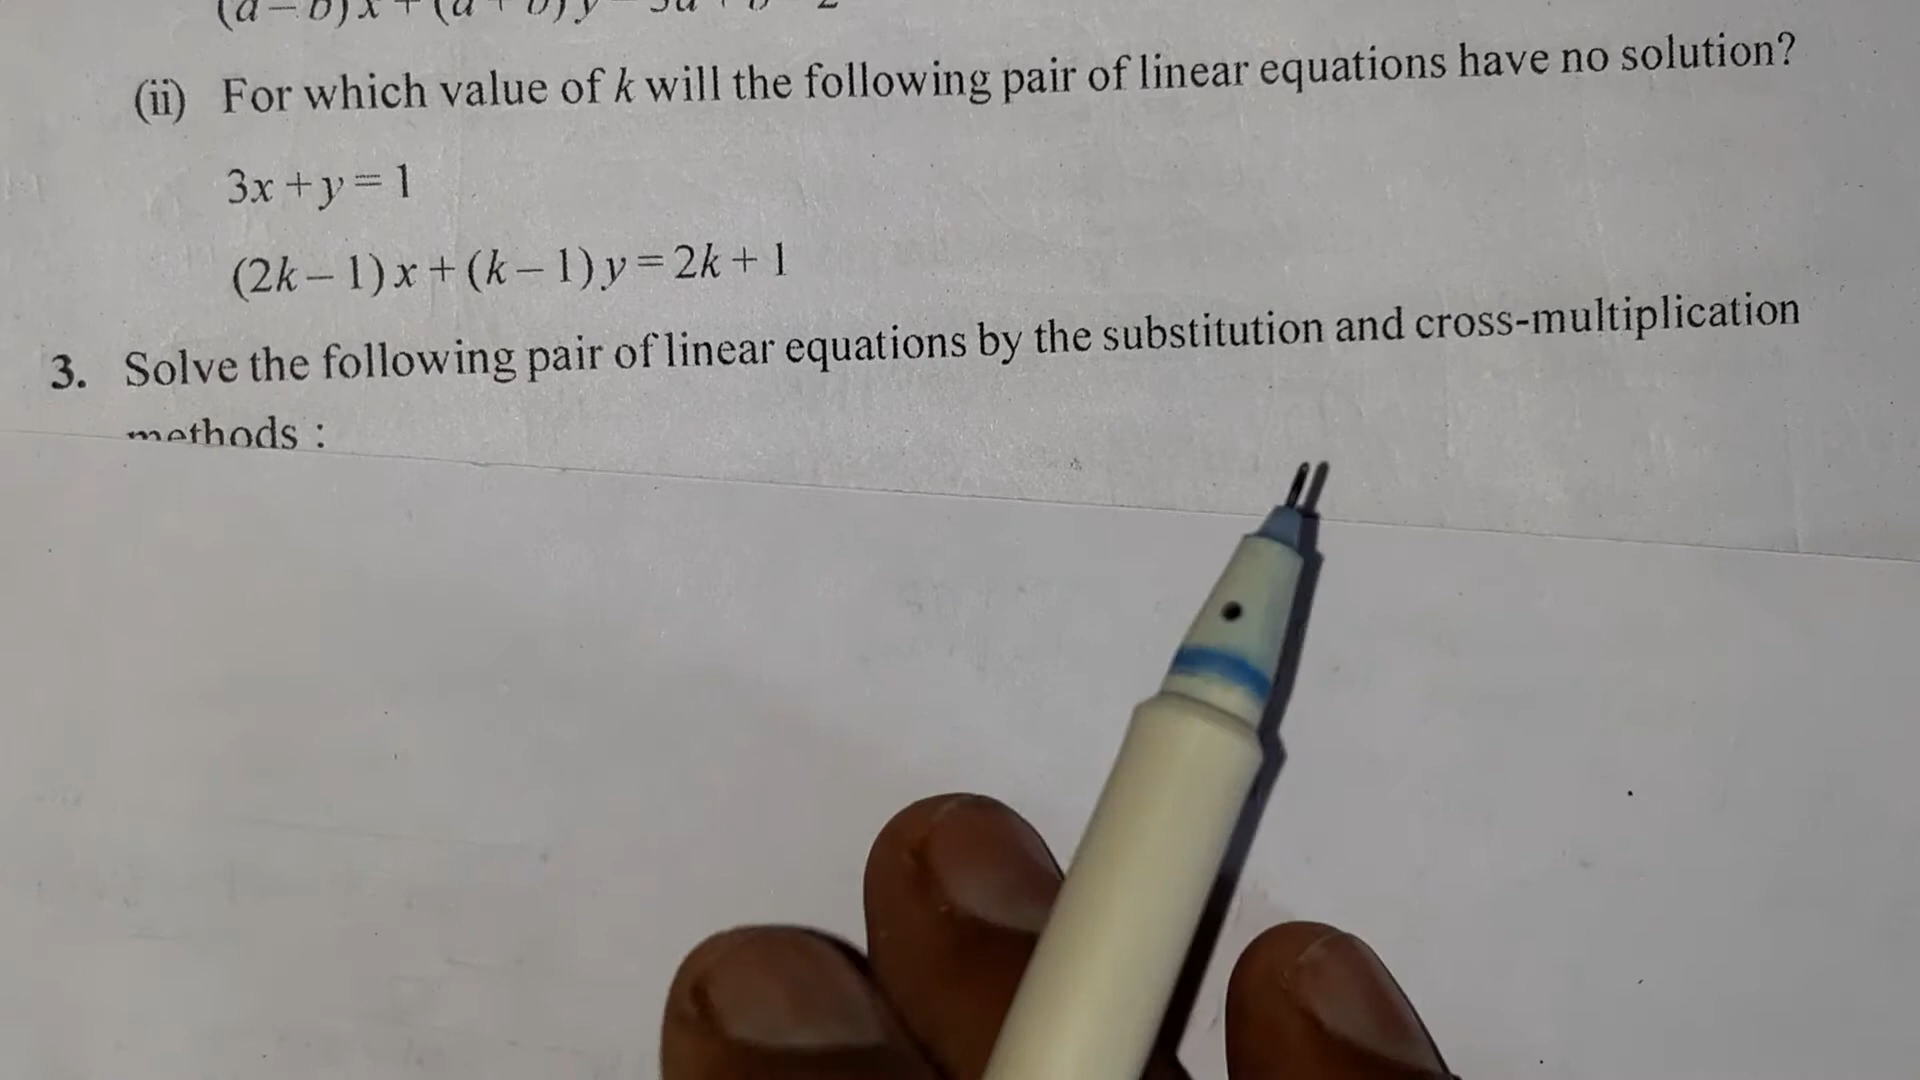 (ii) For which value of k will the following pair of linear equations have no solution?
3x + y = 1
(2k – 1) x + (k – 1) y = 2k + 1
3. Solve the following pair of linear equations by the substitution and cross-multiplication
methods :